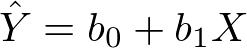 Ŷ = b₀ + b₁X